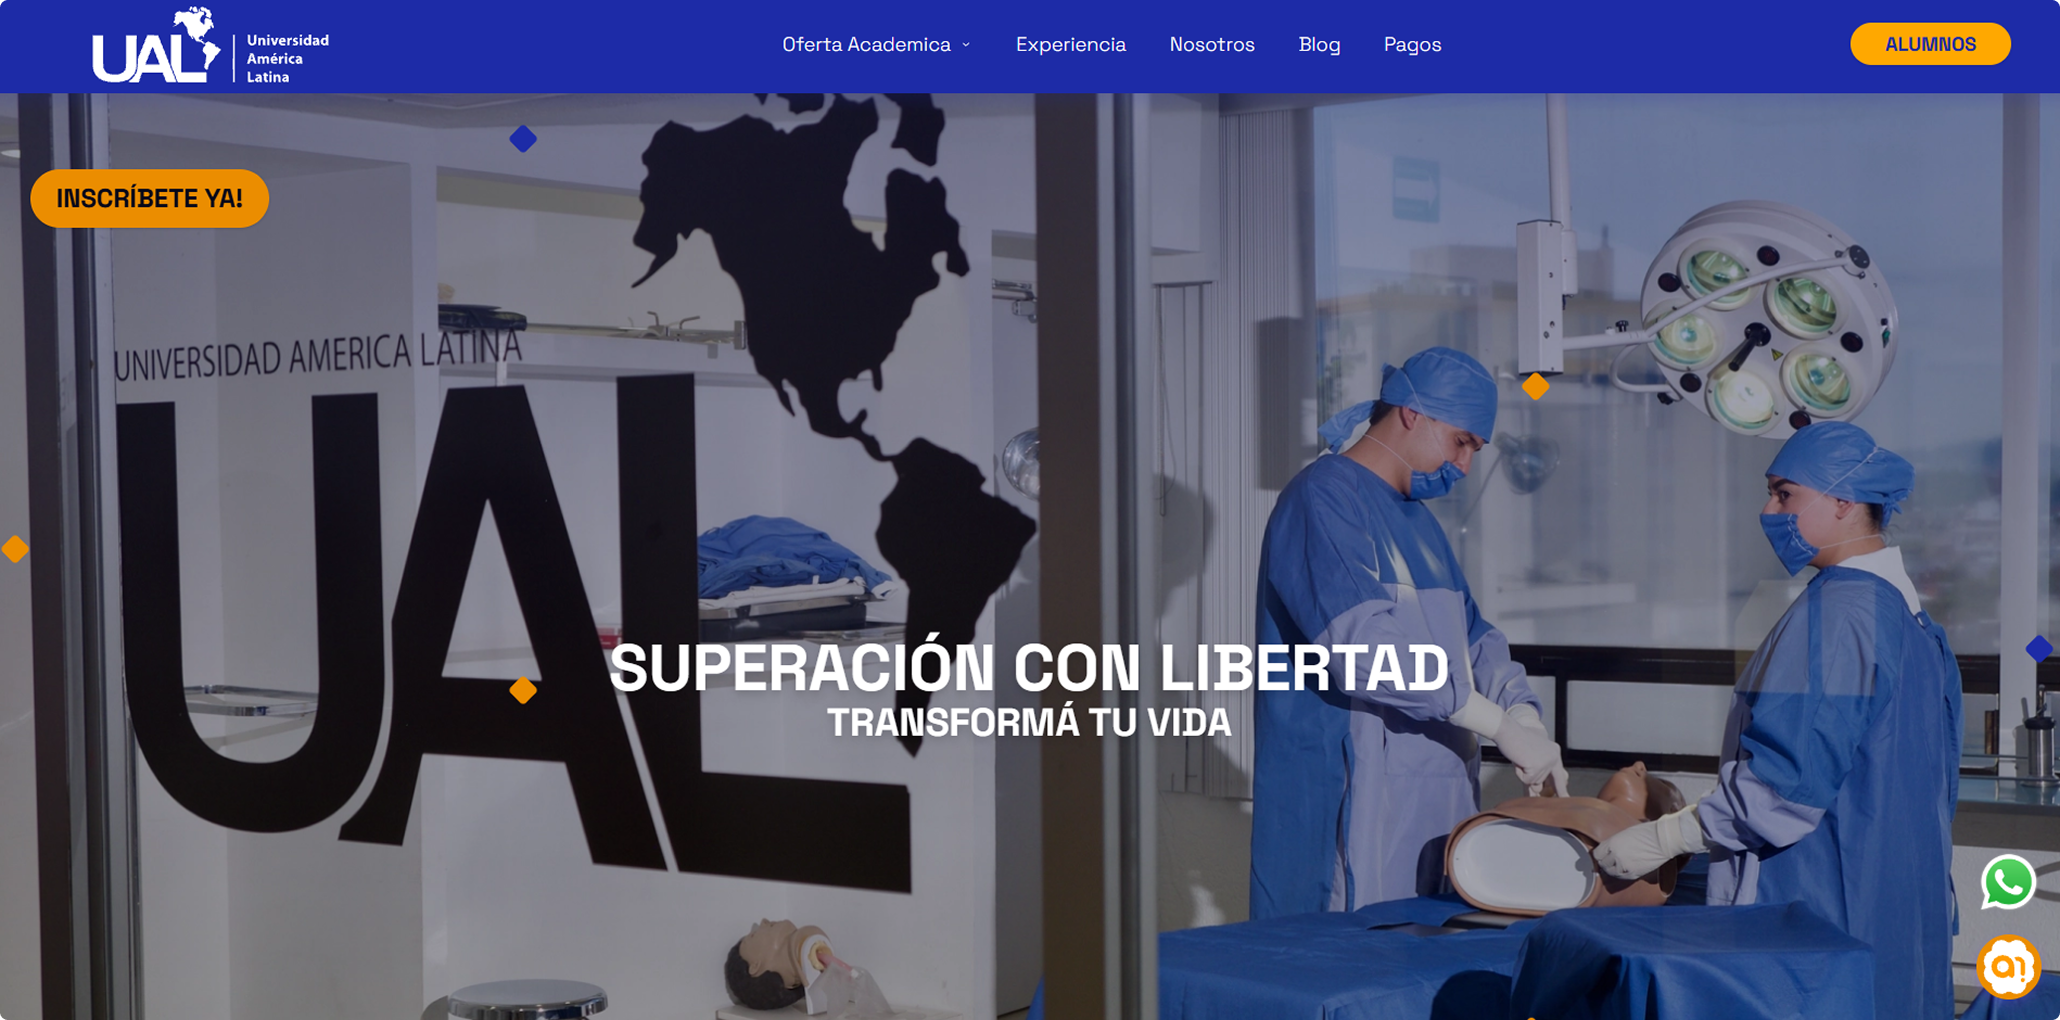 UAL
Universidad
América
Latina
Oferta Academica
Experiencia
Nosotros
Blog
Pagos
ALUMNOS
INSCRÍBETE YA!
UNIVERSIDAD AMERICA LATINA
UAL
SUPERACIÓN CON LIBERTAD
TRANSFORMÁ TU VIDA